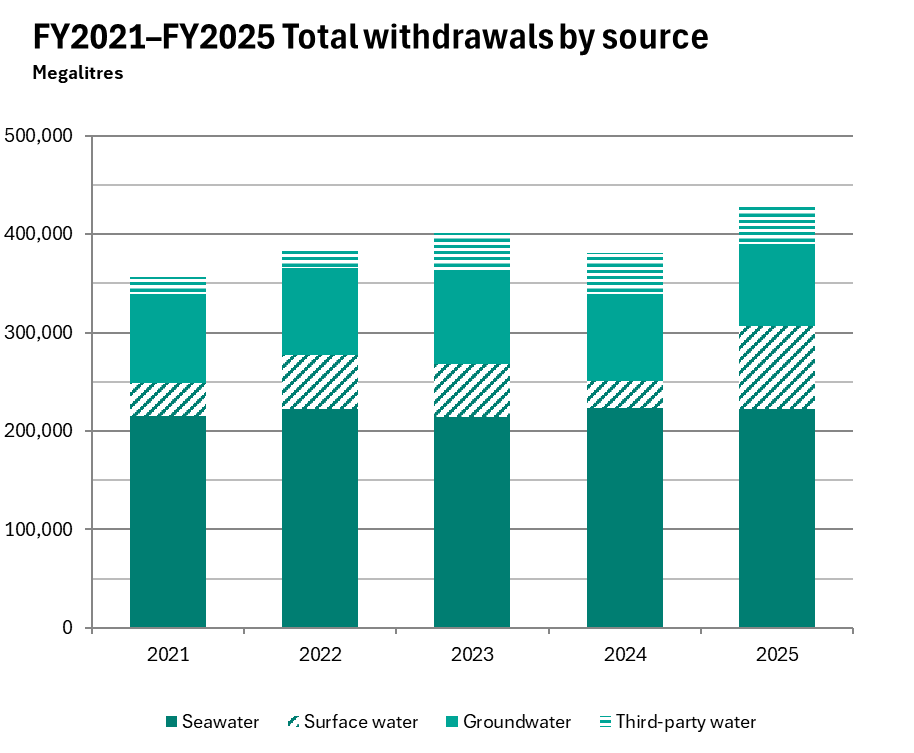 FY2021–FY2025 Total withdrawals by source
Megalitres
500,000
400,000
300,000
200,000
100,000
0
2021 2022 2023 2024 2025
Seawater Surface water Groundwater Third-party water